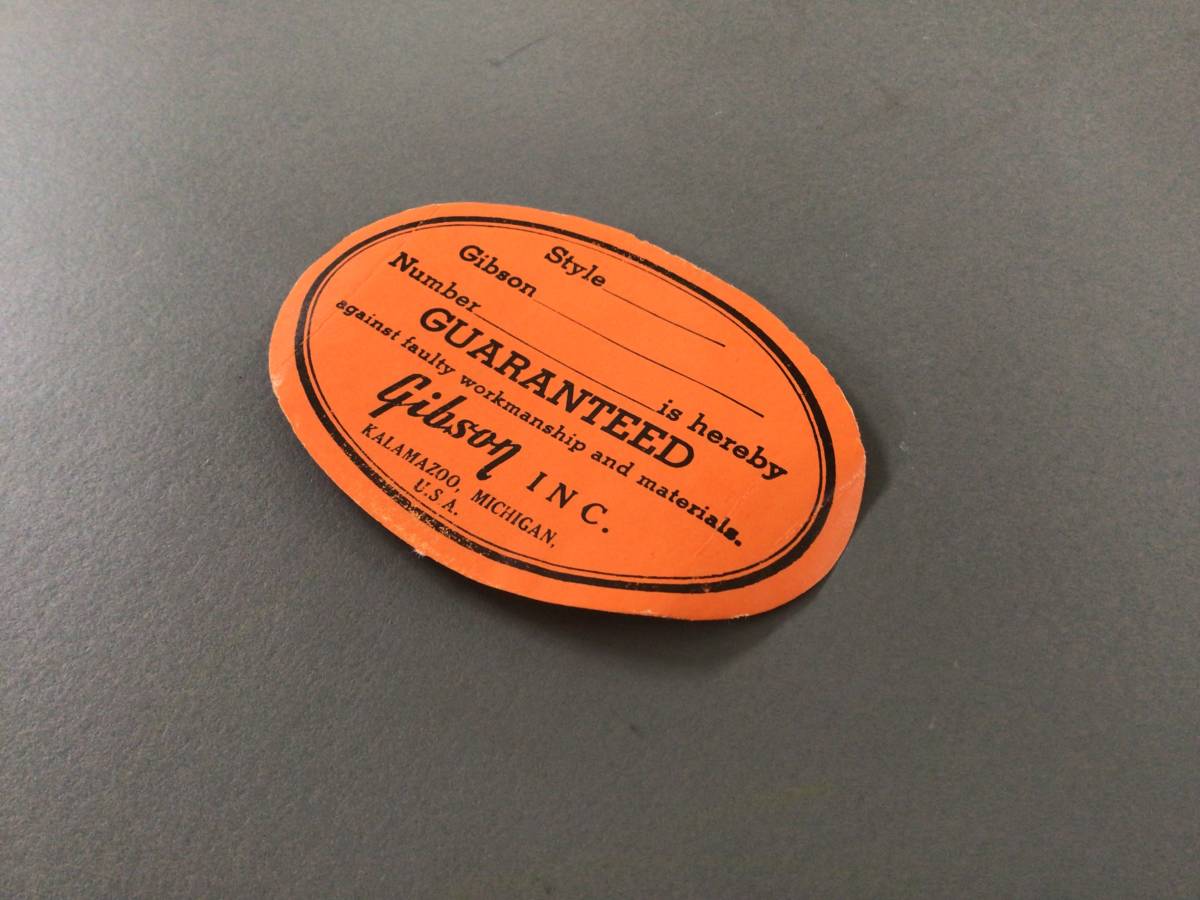 Style
Gibson
Number is hereby
GUARANTEED
against faulty workmanship and materials.
Gibson INC.
KALAMAZOO, MICHIGAN,
U.S A.